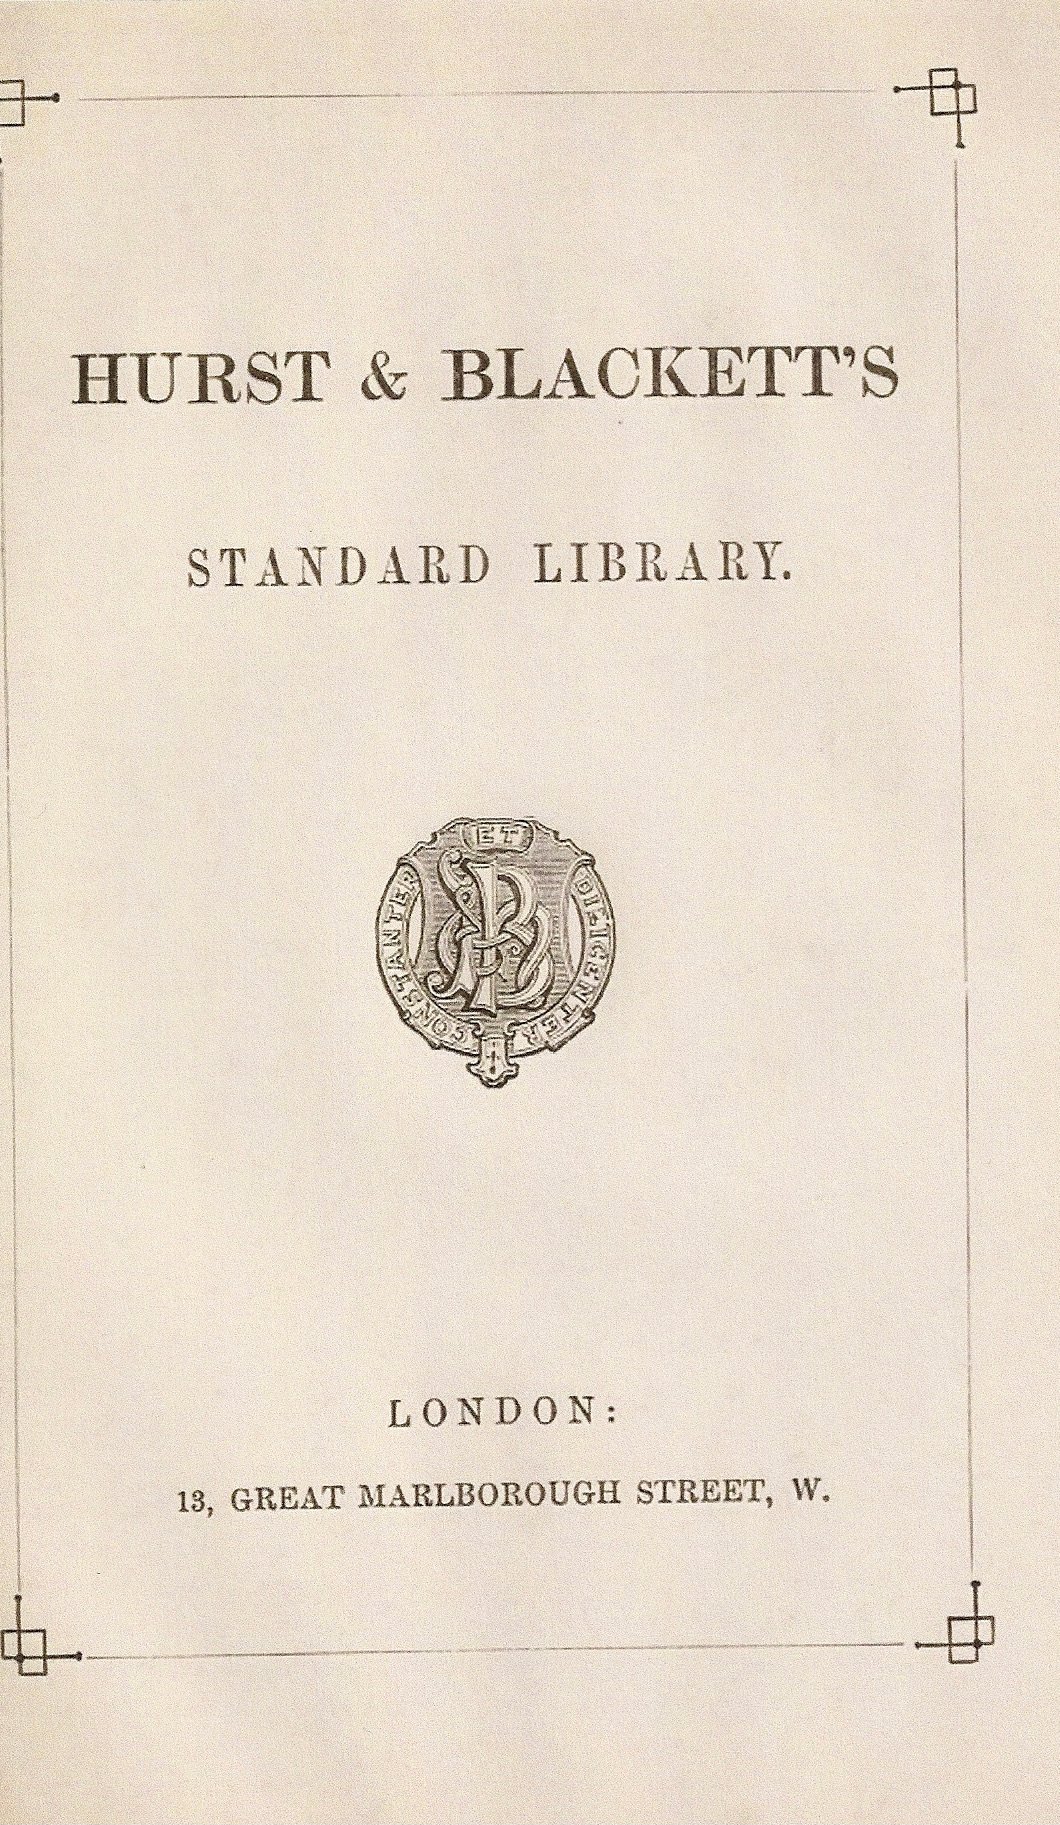 HURST & BLACKETT'S
STANDARD LIBRARY.
CONSTANTER ET DILIGENTER
LONDON:
13, GREAT MARLBOROUGH STREET, W.